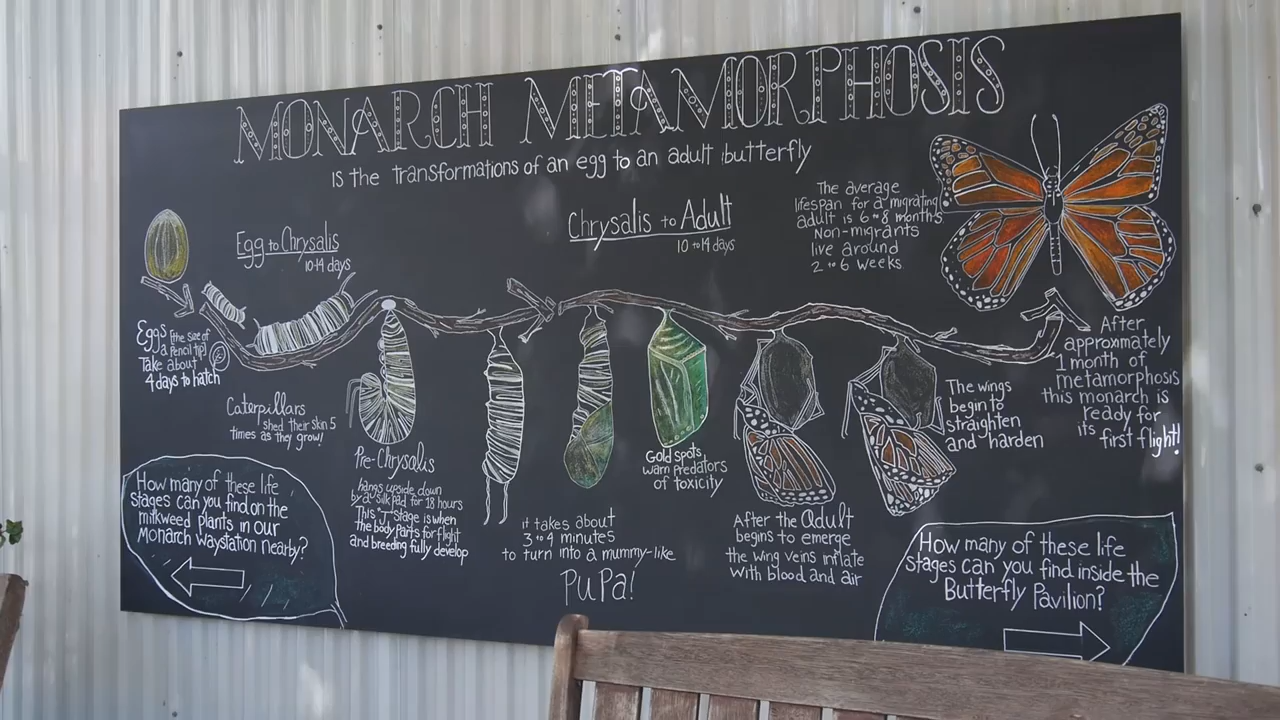 MONARCH METAMORPHOSIS
is the transformations of an egg to an adult butterfly
Egg to Chrysalis
10-14 days
Chrysalis to Adult
10 to 14 days
The average
lifespan for a migrating
adult is 6 to 8 months
Non-migrants
live around
2 to 6 weeks
Eggs [the size of
a pencil tip]
Take about
4 days to hatch
Caterpillars
shed their skin 5
times as they grow!
Pre-Chrysalis
hangs upside down
by a silk pad for 18 hours
This "J" stage is when
the body parts for flight
and breeding fully develop
it takes about
3 to 4 minutes
to turn into a mummy-like
PUPa!
Gold spots
warn predators
of toxicity
After the Adult
begins to emerge
the wing veins inflate
with blood and air
The wings
begin to
straighten
and harden
After
approxmately
1 month of
metamorphosis
this monarch is
ready for
its first flight!
How many of these life
stages can you find on the
milkweed plants in our
Monarch waystation nearby?
How many of these life
stages can you find inside the
Butterfly Pavilion?